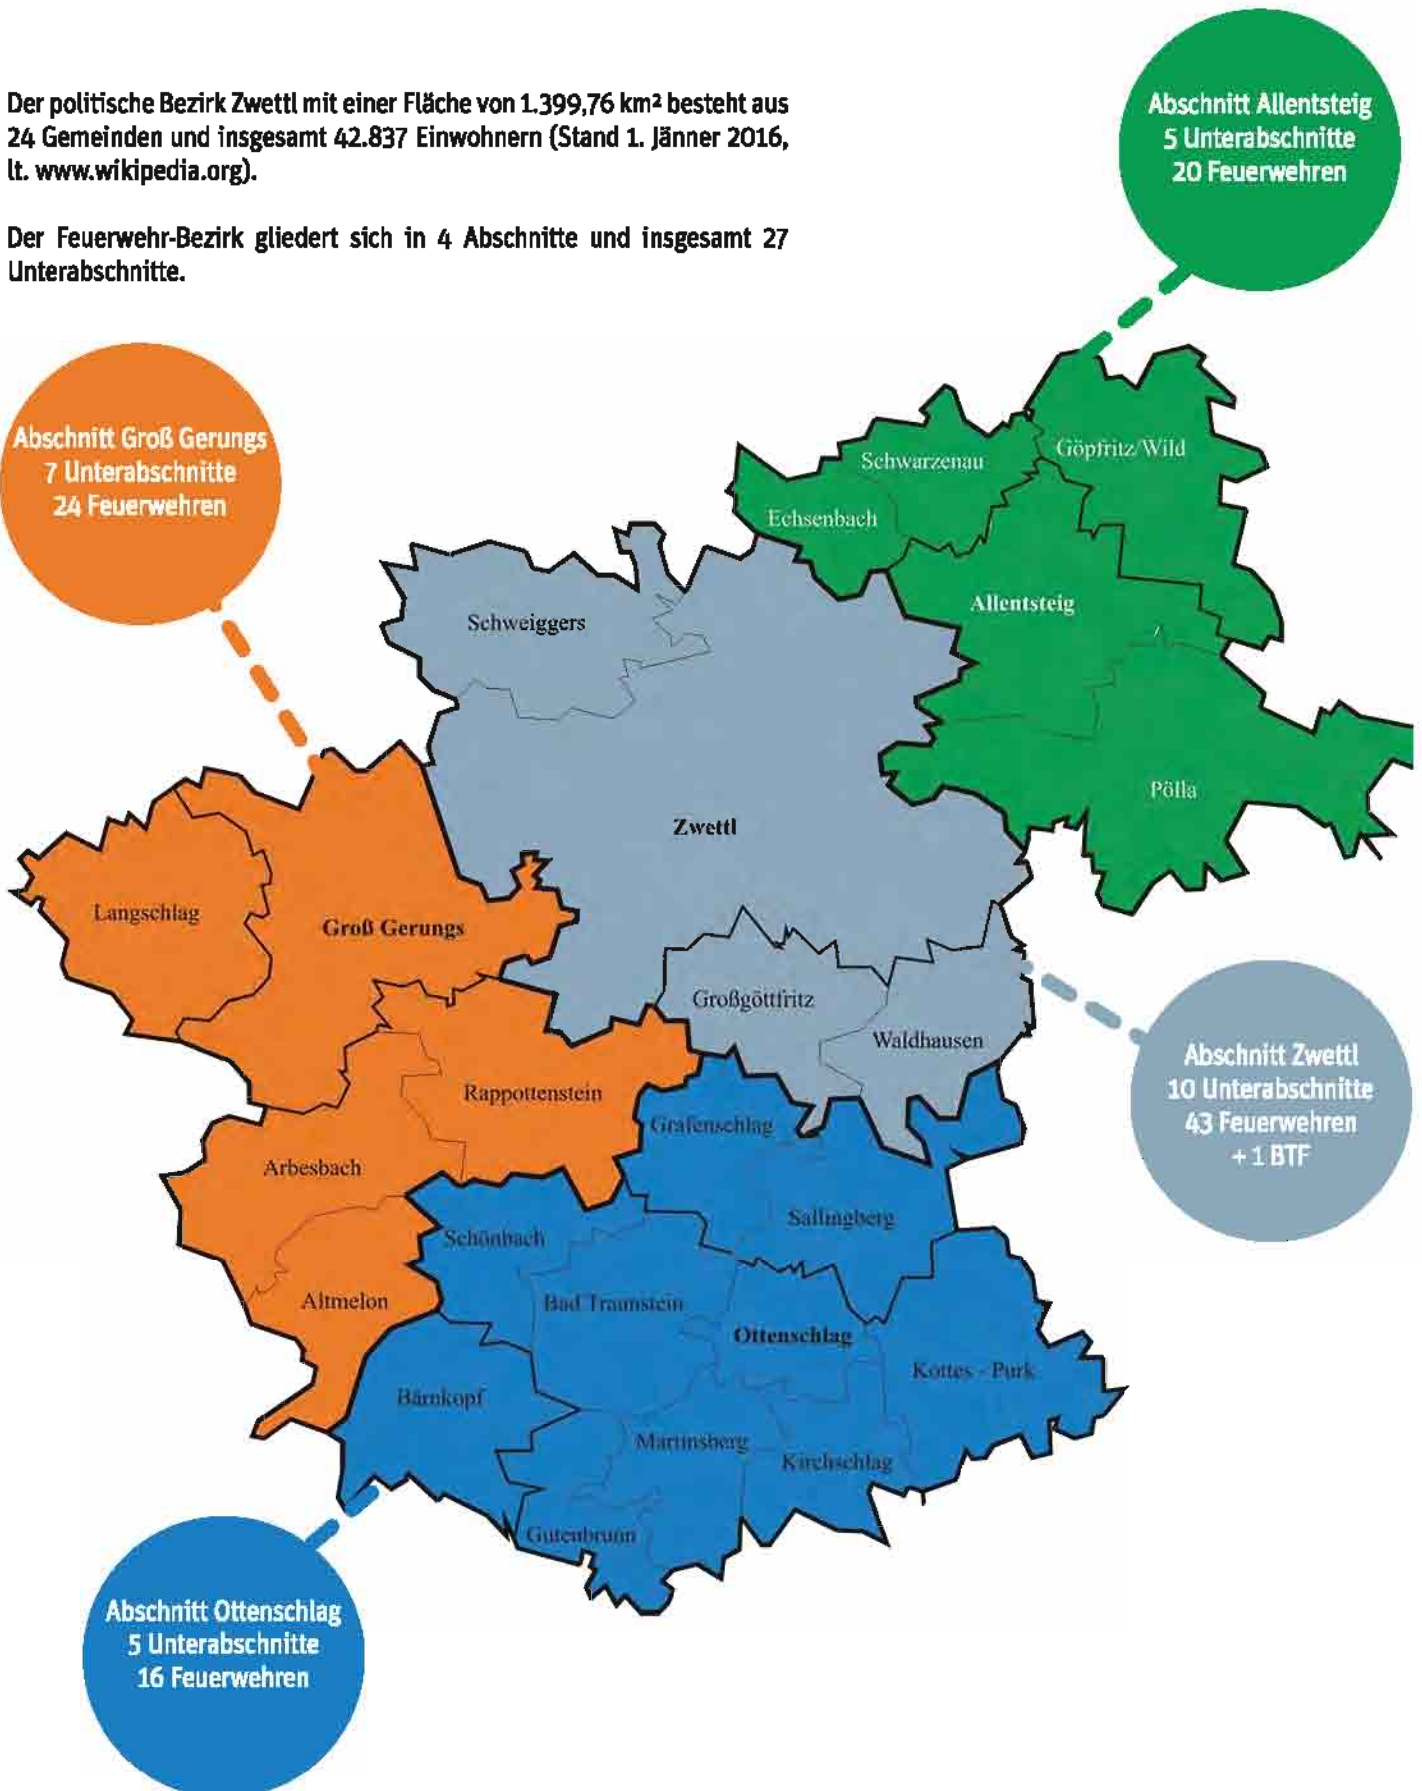 Der politische Bezirk Zwettl mit einer Fläche von 1.399,76 km² besteht aus
24 Gemeinden und insgesamt 42.837 Einwohnern (Stand 1. Jänner 2016,
lt. www.wikipedia.org).
Der Feuerwehr-Bezirk gliedert sich in 4 Abschnitte und insgesamt 27
Unterabschnitte.
Abschnitt Allentsteig
5 Unterabschnitte
20 Feuerwehren
Abschnitt Groß Gerungs
7 Unterabschnitte
24 Feuerwehren
Göpfritz/Wild
Schwarzenau
Echsenbach
Allentsteig
Schweiggers
Pölla
Zwettl
Langschlag
Groß Gerungs
Großgöttfritz
Waldhausen
Abschnitt Zwettl
10 Unterabschnitte
43 Feuerwehren
+ 1 BTF
Rappottenstein
Grafenschlag
Arbesbach
Sallingberg
Schönbach
Altmelon
Bad Traunstein
Ottenschlag
Kottes - Purk
Bärnkopf
Martinsberg
Kirchschlag
Gutenbrunn
Abschnitt Ottenschlag
5 Unterabschnitte
16 Feuerwehren